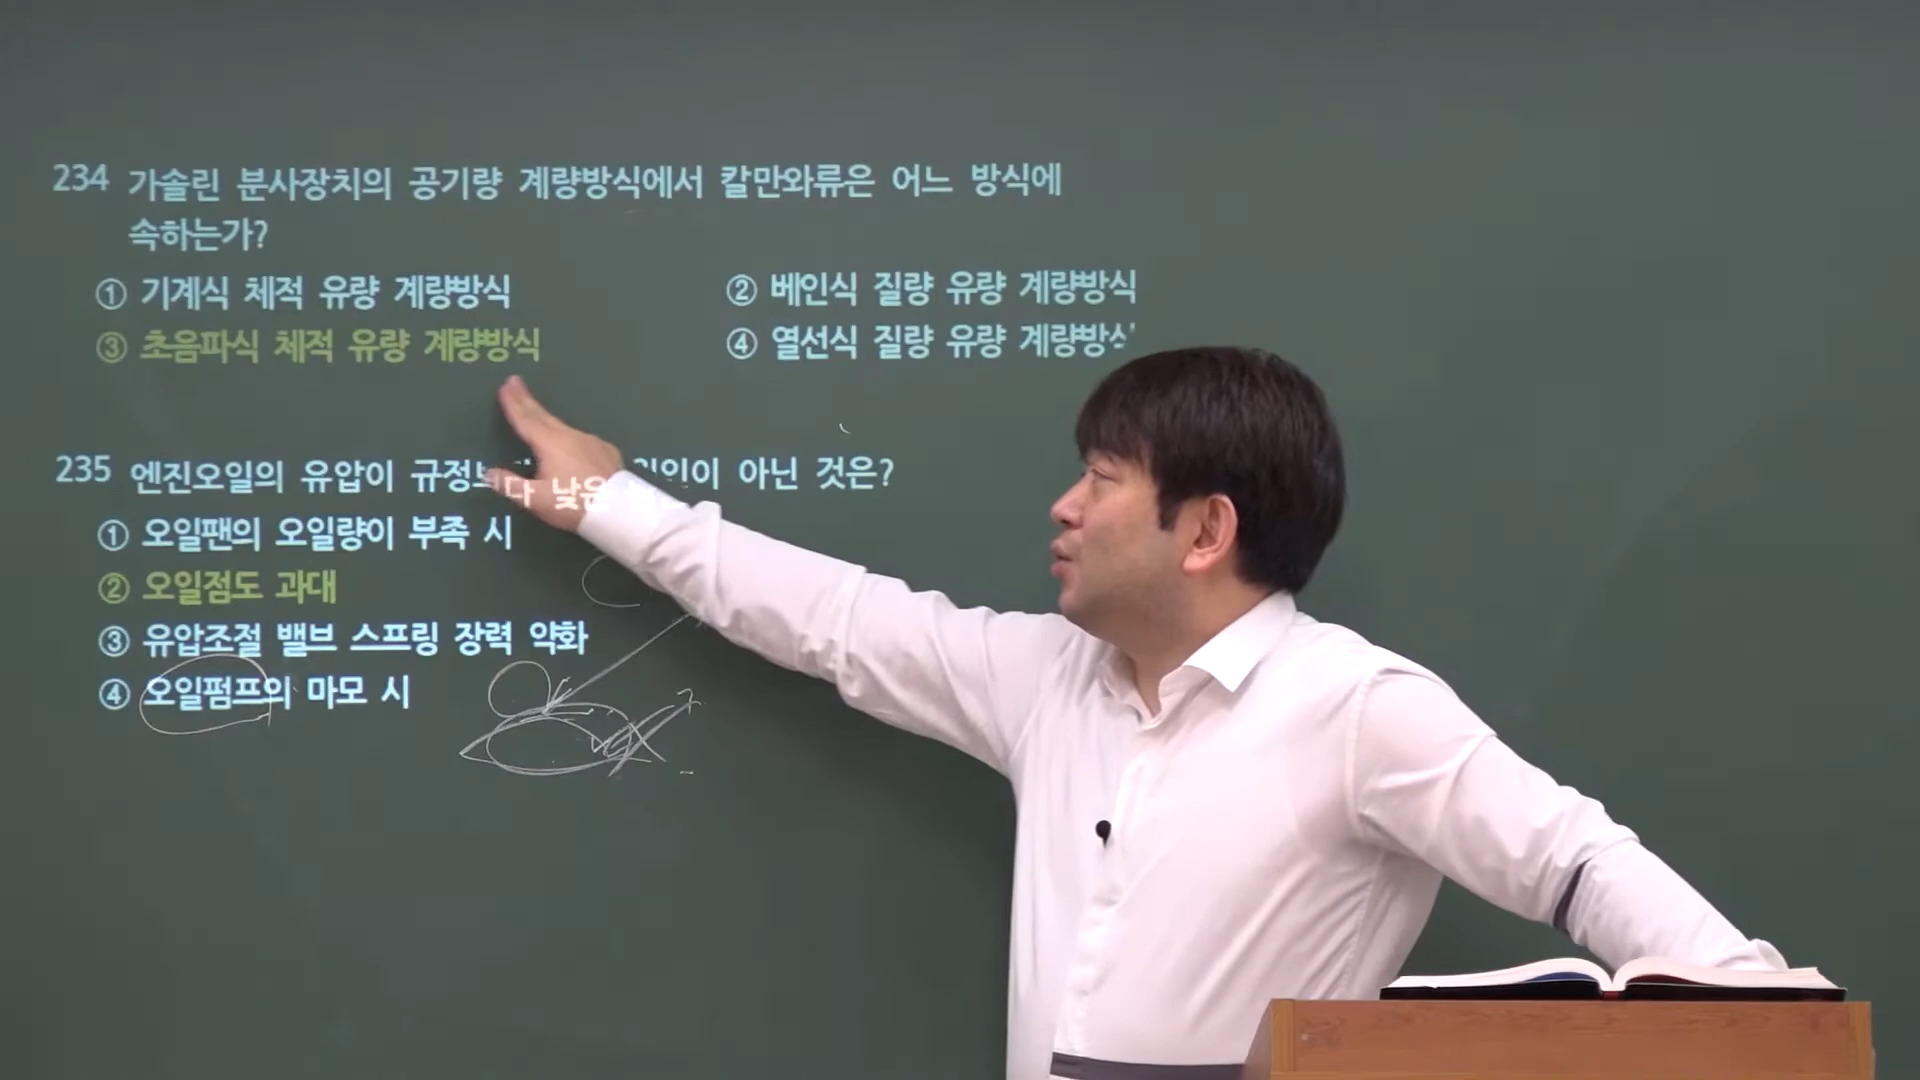 234 가솔린 분사장치의 공기량 계량방식에서 칼만와류은 어느 방식에
속하는가?
① 기계식 체적 유량 계량방식 ② 베인식 질량 유량 계량방식
③ 초음파식 체적 유량 계량방식 ④ 열선식 질량 유량 계량방식
235 엔진오일의 유압이 규정보다 낮은 원인이 아닌 것은?
① 오일팬의 오일량이 부족 시
② 오일점도 과대
③ 유압조절 밸브 스프링 장력 약화
④ 오일펌프의 마모 시